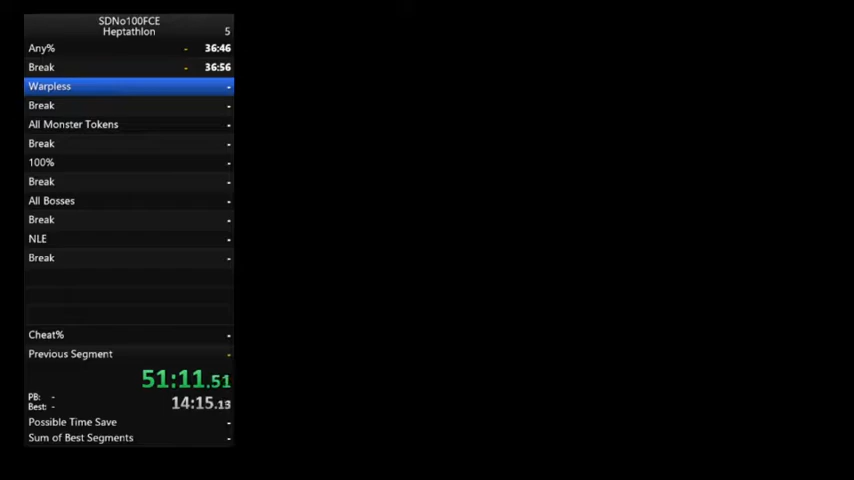 SDNo100FCE
Heptathlon 5
Any% - 36:46
Break - 36:56
Warpless -
Break -
All Monster Tokens -
Break -
100% -
Break -
All Bosses -
Break -
NLE -
Break -
Cheat% -
Previous Segment -
51:11.51
PB: -
Best: - 14:15.13
Possible Time Save -
Sum of Best Segments -